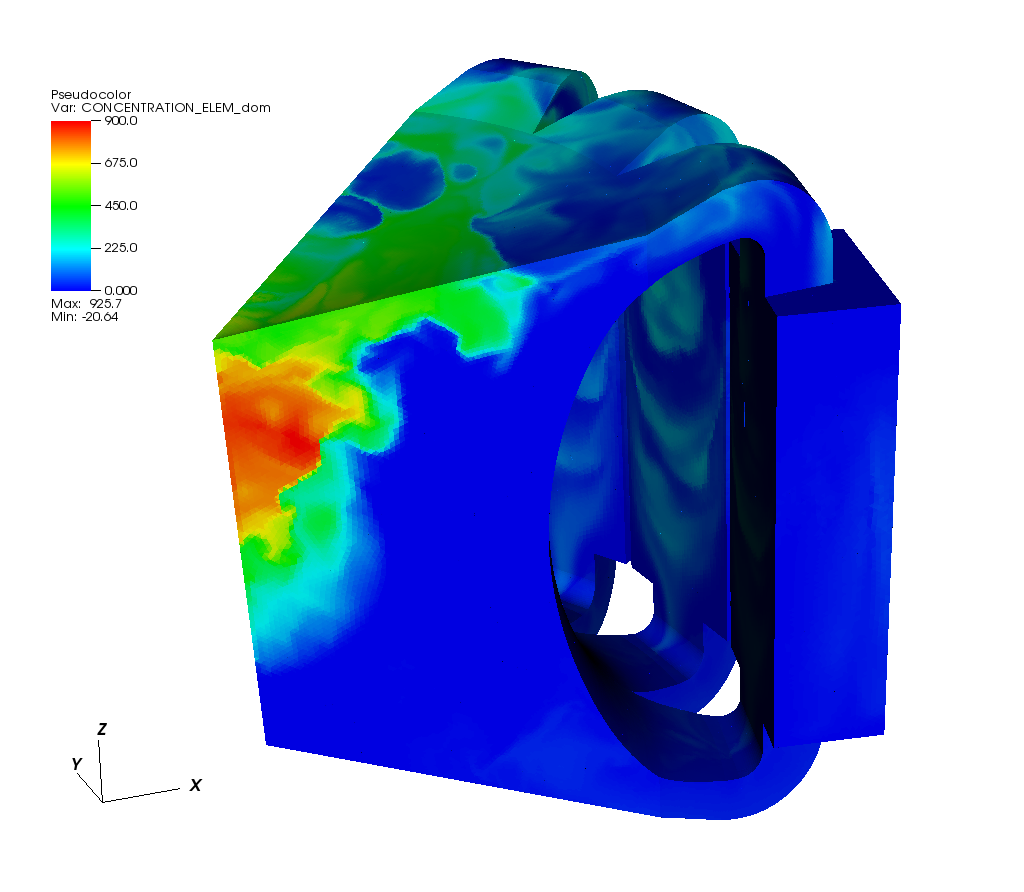 Pseudocolor
Var: CONCENTRATION_ELEM_dom
900.0
675.0
450.0
225.0
0.000
Max: 925.7
Min: -20.64
Z
Y
X